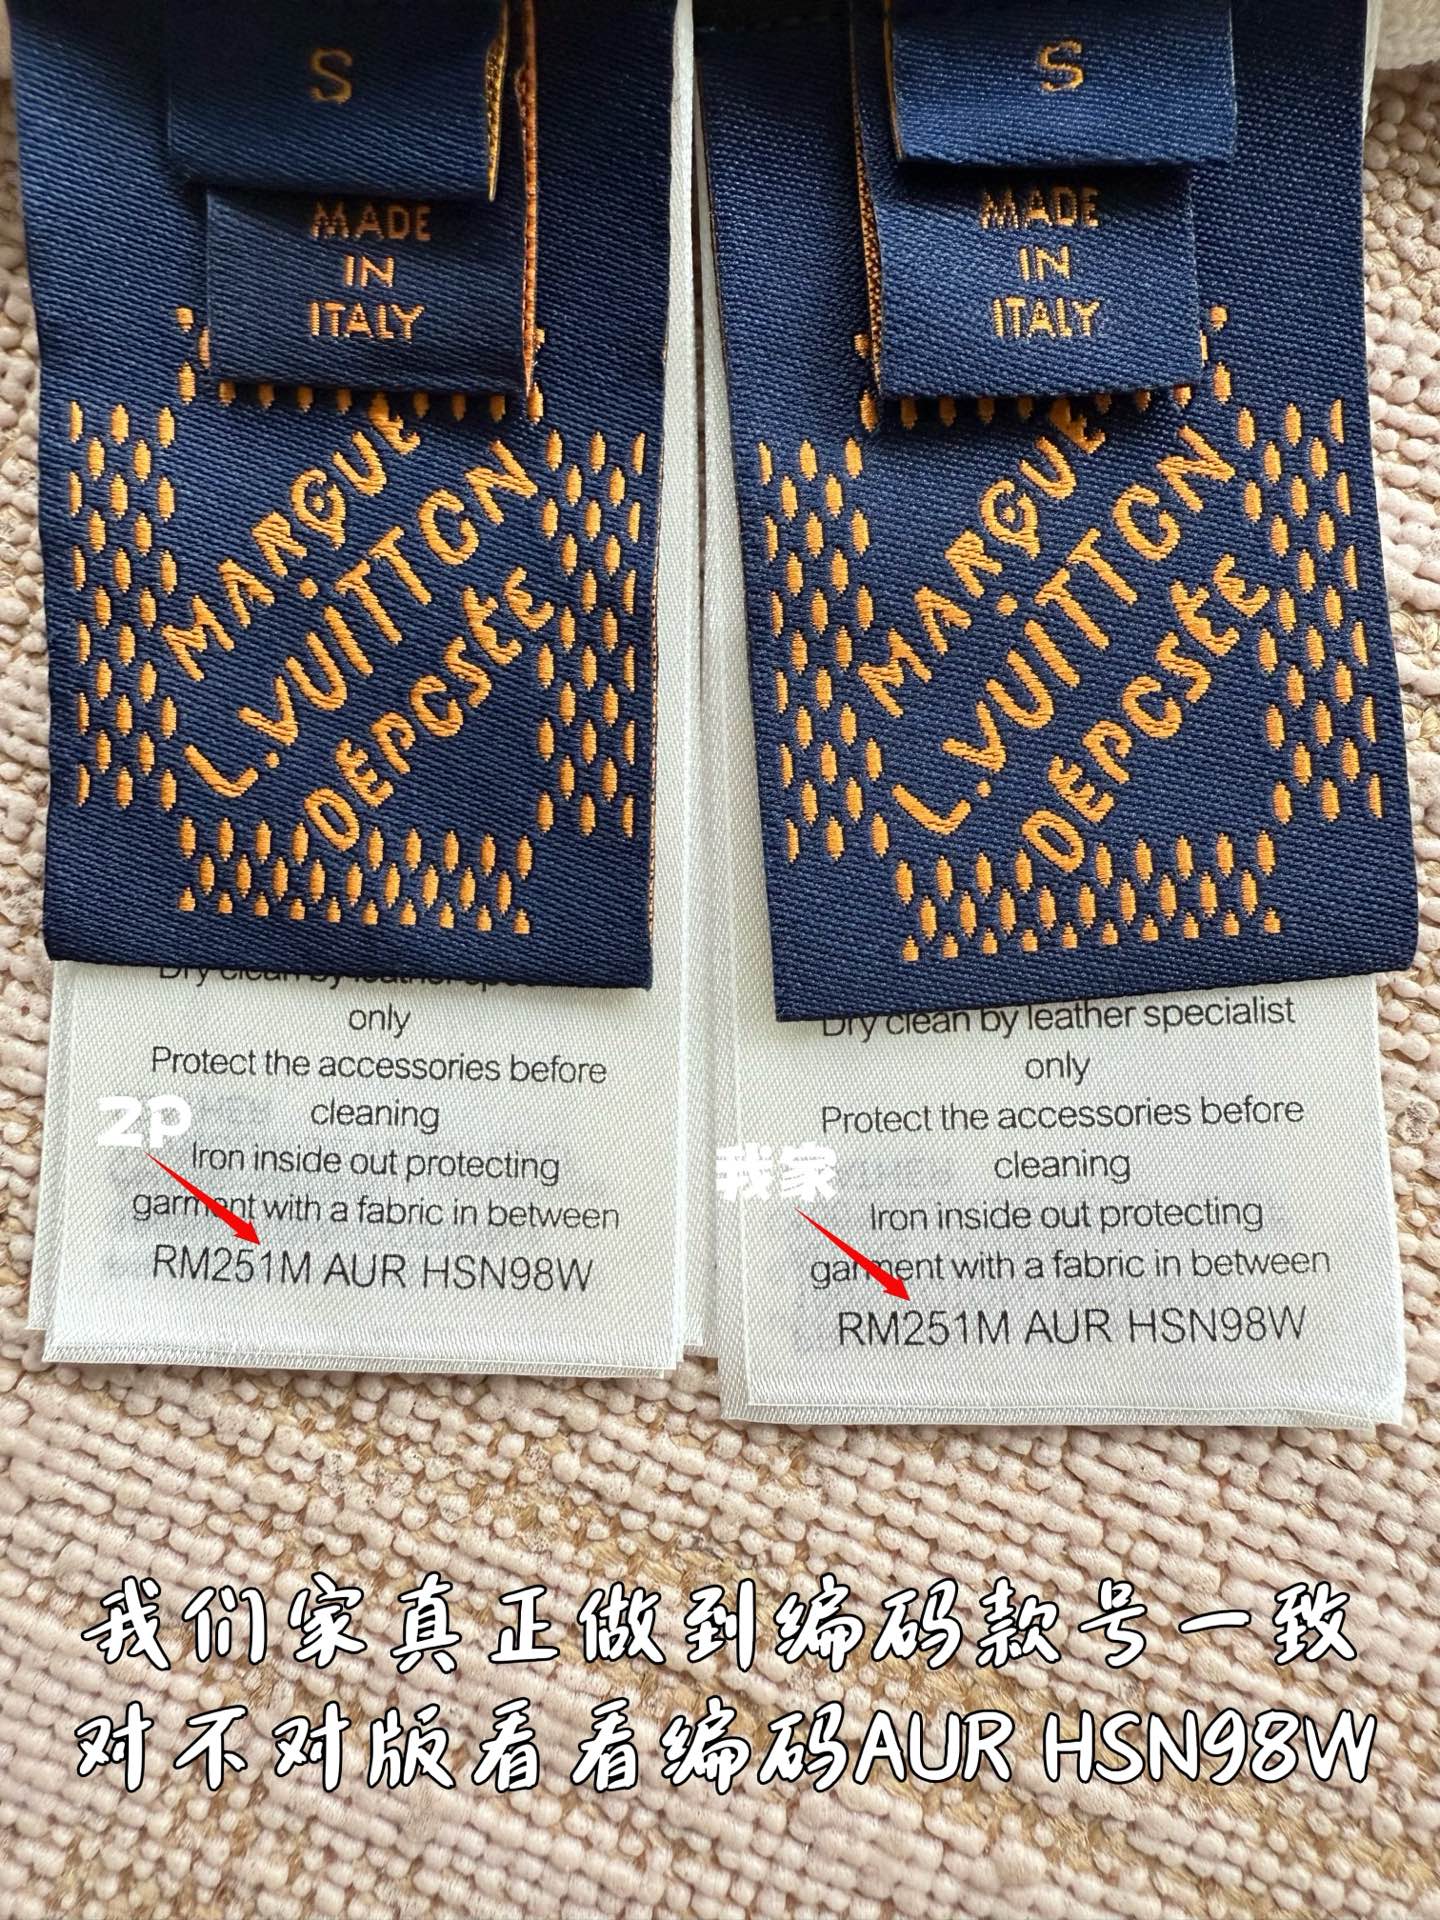 S
MADE
IN
ITALY
MARQUE
L.VUITTON
DEPOSEE
Dry clean by leather
only
Protect the accessories before
cleaning
Iron inside out protecting
garment with a fabric in between
RM251M AUR HSN98W
ZP
S
MADE
IN
ITALY
MARQUE
L.VUITTON
DEPOSEE
Dry clean by leather specialist
only
Protect the accessories before
cleaning
Iron inside out protecting
garment with a fabric in between
RM251M AUR HSN98W
我家
我们家真正做到编码款号一致
对不对版看看编码AUR HSN98W